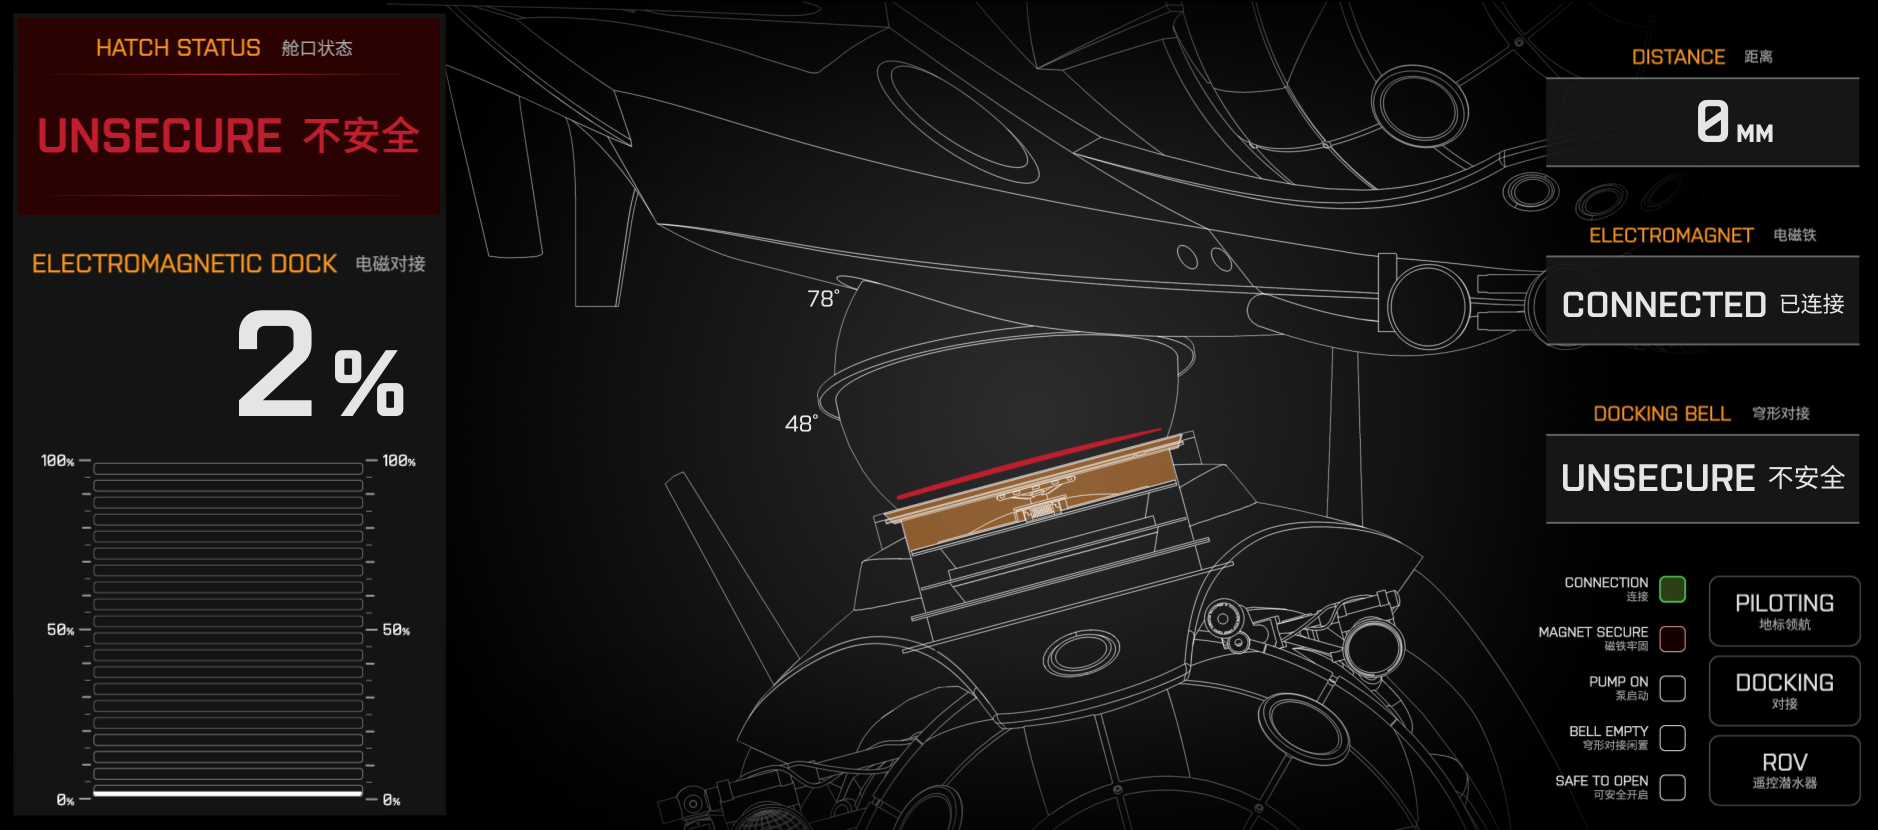 HATCH STATUS 舱口状态
UNSECURE 不安全
ELECTROMAGNETIC DOCK 电磁对接
2%
100% 100%
50% 50%
0% 0%
78°
48°
DISTANCE 距离
0 MM
ELECTROMAGNET 电磁铁
CONNECTED 已连接
DOCKING BELL 穹形对接
UNSECURE 不安全
CONNECTION
连接
MAGNET SECURE
磁铁牢固
PUMP ON
泵启动
BELL EMPTY
穹形对接闲置
SAFE TO OPEN
可安全开启
PILOTING
地标领航
DOCKING
对接
ROV
遥控潜水器